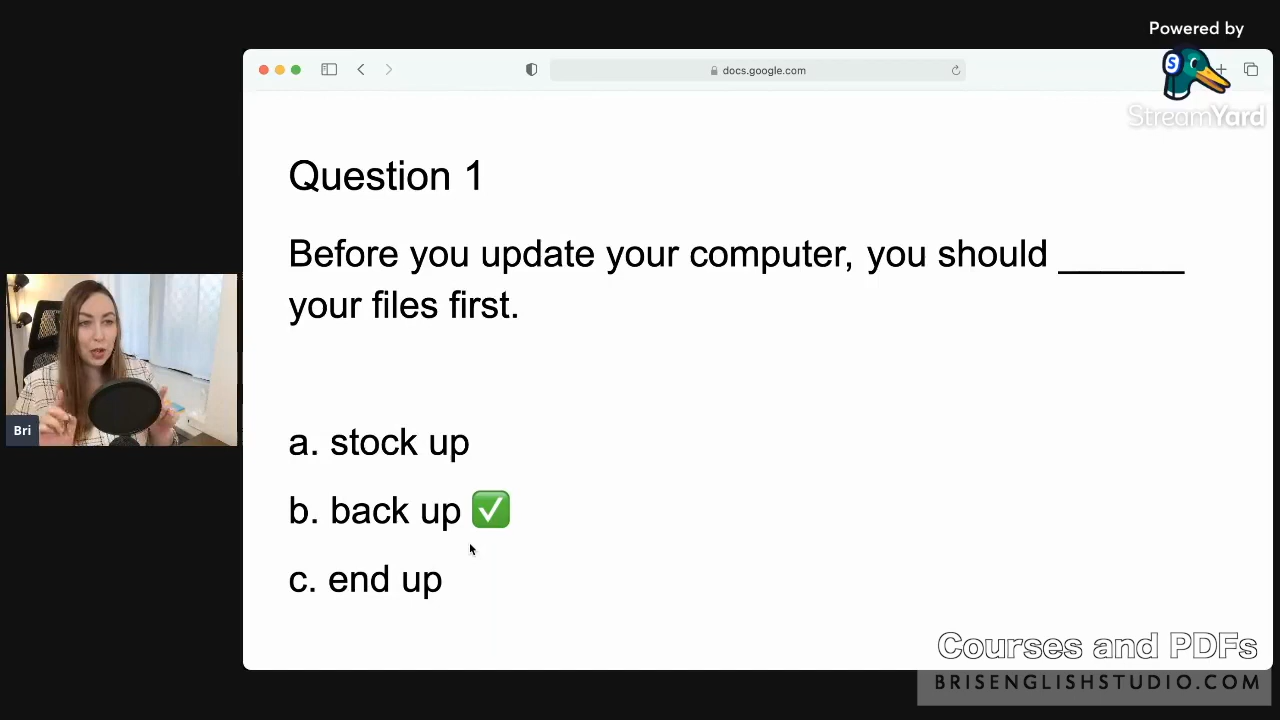 Powered by
StreamYard
docs.google.com
Question 1
Before you update your computer, you should ______
your files first.
a. stock up
b. back up ✅
c. end up
Bri
Courses and PDFs
BRISENGLISHSTUDIO.COM